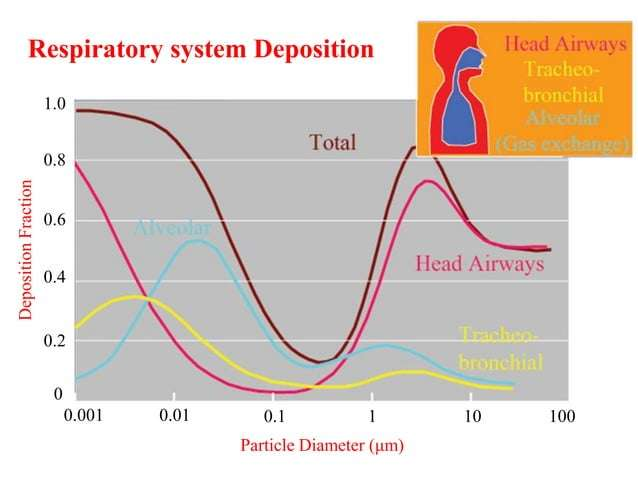 Respiratory system Deposition
Head Airways
Tracheo-
bronchial
Alveolar
(Gas exchange)
1.0
0.8
0.6
0.4
0.2
0
Deposition Fraction
Total
Alveolar
Head Airways
Tracheo-
bronchial
0.001
0.01
0.1
1
10
100
Particle Diameter (μm)